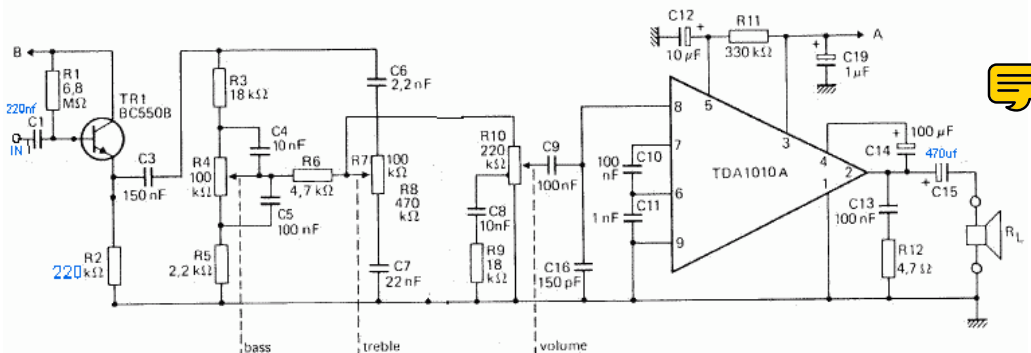 B
R1
6,8
MΩ
TR1
BC550B
220nf
C1
IN
C3
150 nF
R2
220 kΩ
R3
18 kΩ
C4
10 nF
R4
100
kΩ
R6
4,7 kΩ
C5
100 nF
R5
2,2 kΩ
bass
C6
2,2 nF
R7
100
kΩ
R8
470
kΩ
C7
22 nF
treble
R10
220
kΩ
C8
10nF
R9
18
kΩ
C9
100nF
volume
C16
150 pF
C12
+
10 µF
R11
330 kΩ
A
+
C19
1 µF
8
5
3
7
100
nF
C10
6
1 nF
C11
9
TDA1010A
4
2
1
+
100 µF
C14
470uf
+
C15
C13
100 nF
R12
4,7 Ω
RL